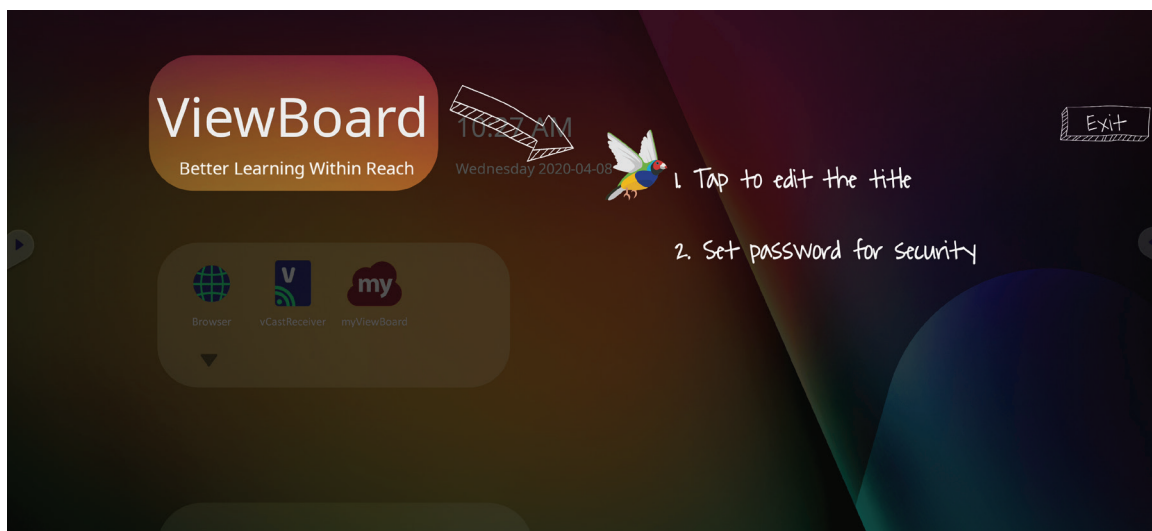 ViewBoard
Better Learning Within Reach
10:27 AM
Wednesday 2020-04-08
Exit
1. Tap to edit the title
2. Set password for security
V
my
Browser
vCastReceiver
myViewBoard